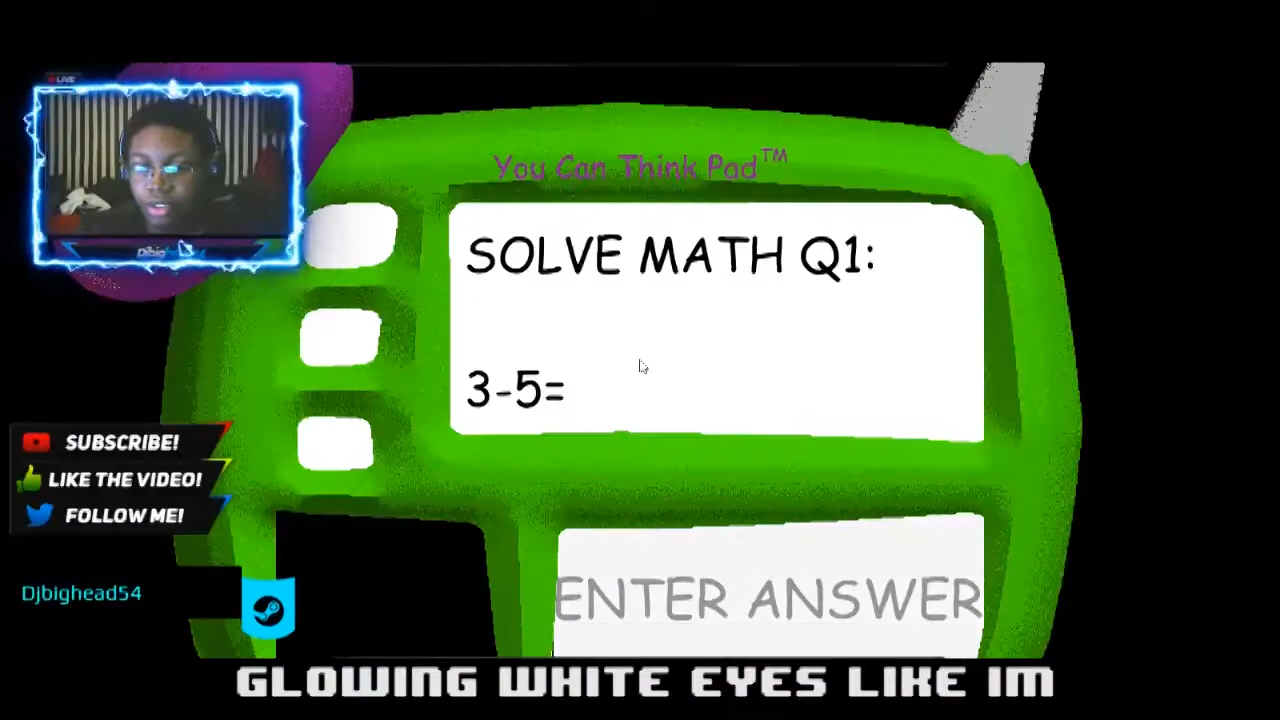 LIVE
You Can Think Pad™
SOLVE MATH Q1:
3-5=
SUBSCRIBE!
LIKE THE VIDEO!
FOLLOW ME!
Djbighead54
ENTER ANSWER
GLOWING WHITE EYES LIKE IM